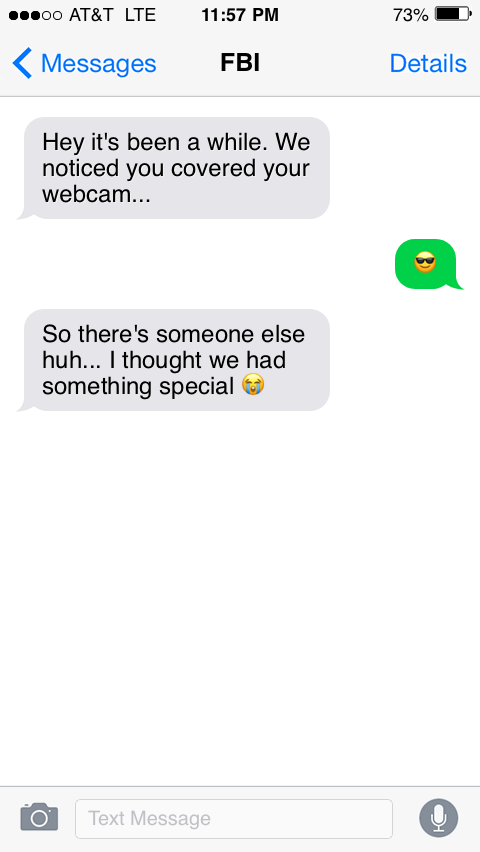 ●●●○○ AT&T LTE 11:57 PM 73%
Messages FBI Details
Hey it's been a while. We
noticed you covered your
webcam...
😎
So there's someone else
huh... I thought we had
something special 😭
Text Message